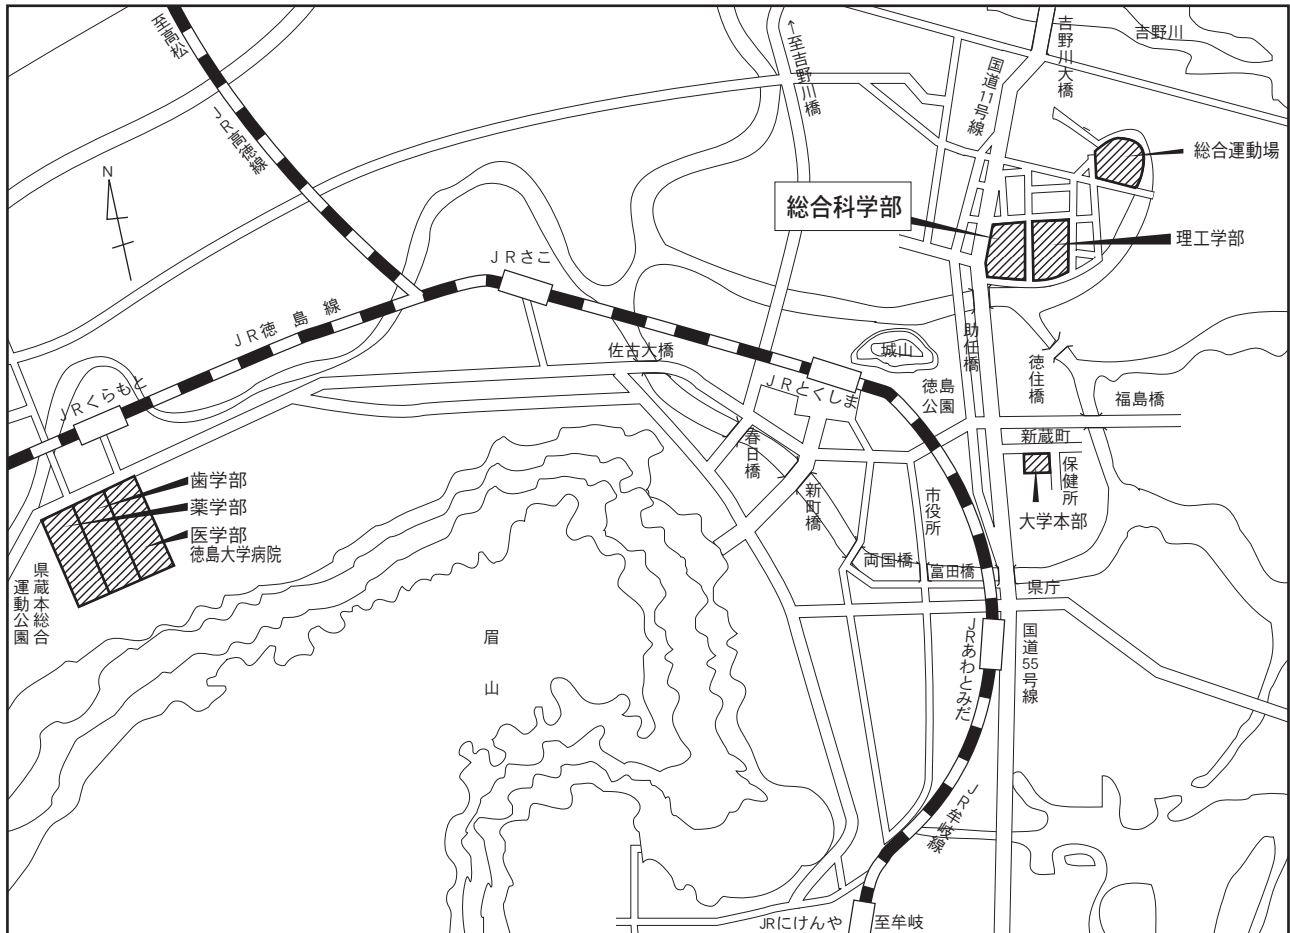 至高松
JR高徳線
N
↑至吉野川橋
国道11号線
吉野川大橋
吉野川
総合運動場
総合科学部
理工学部
JRさこ
JR徳島線
佐古大橋
城山
助任橋
徳住橋
JRくらもと
JRとくしま
徳島
公園
福島橋
新蔵町
春日橋
保健所
歯学部
新町橋
市役所
薬学部
大学本部
医学部
徳島大学病院
両国橋
富田橋
県庁
県蔵本総合
運動公園
眉山
JRあわとみだ
国道55号線
JR牟岐線
JRにけんや
至牟岐